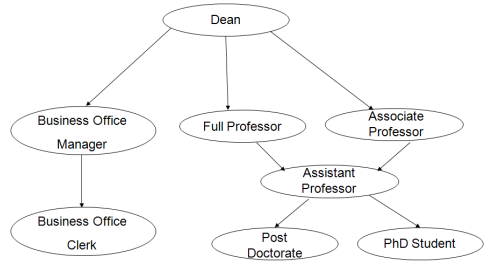 Dean
Business Office
Manager
Full Professor
Associate
Professor
Assistant
Professor
Business Office
Clerk
Post
Doctorate
PhD Student